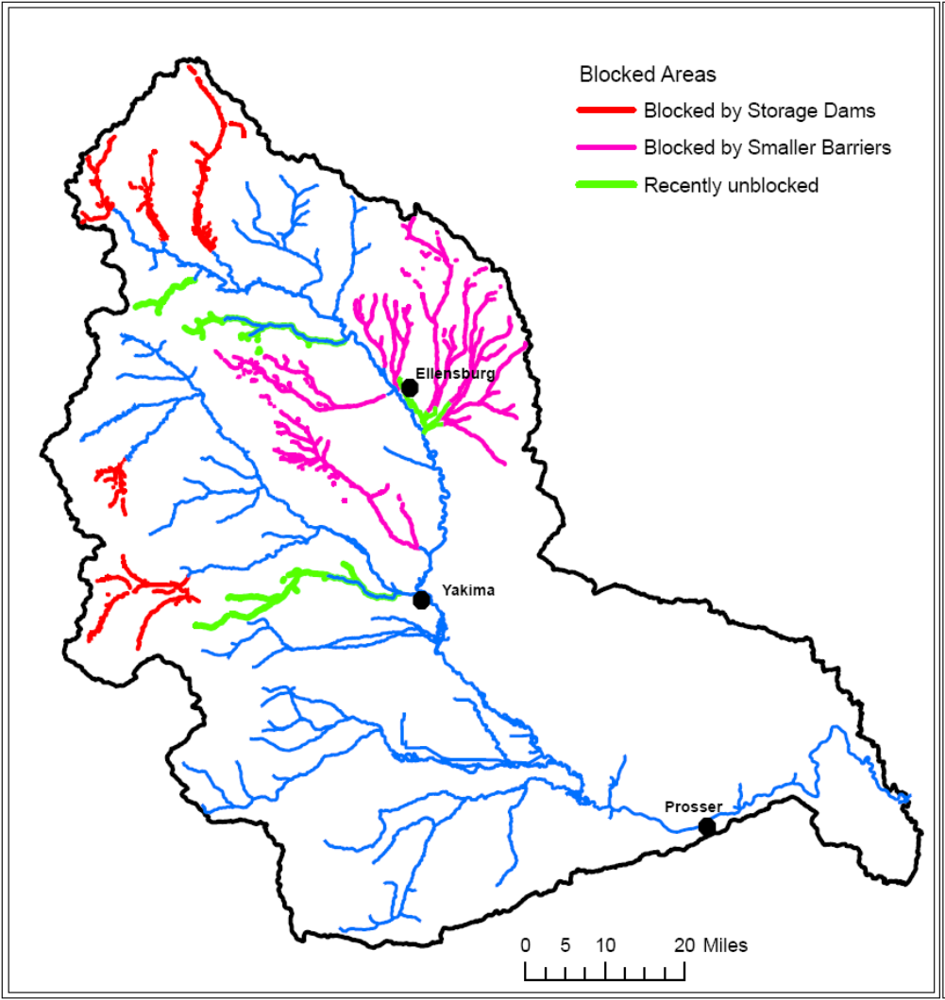 Blocked Areas
Blocked by Storage Dams
Blocked by Smaller Barriers
Recently unblocked
Ellensburg
Yakima
Prosser
0 5 10 20 Miles